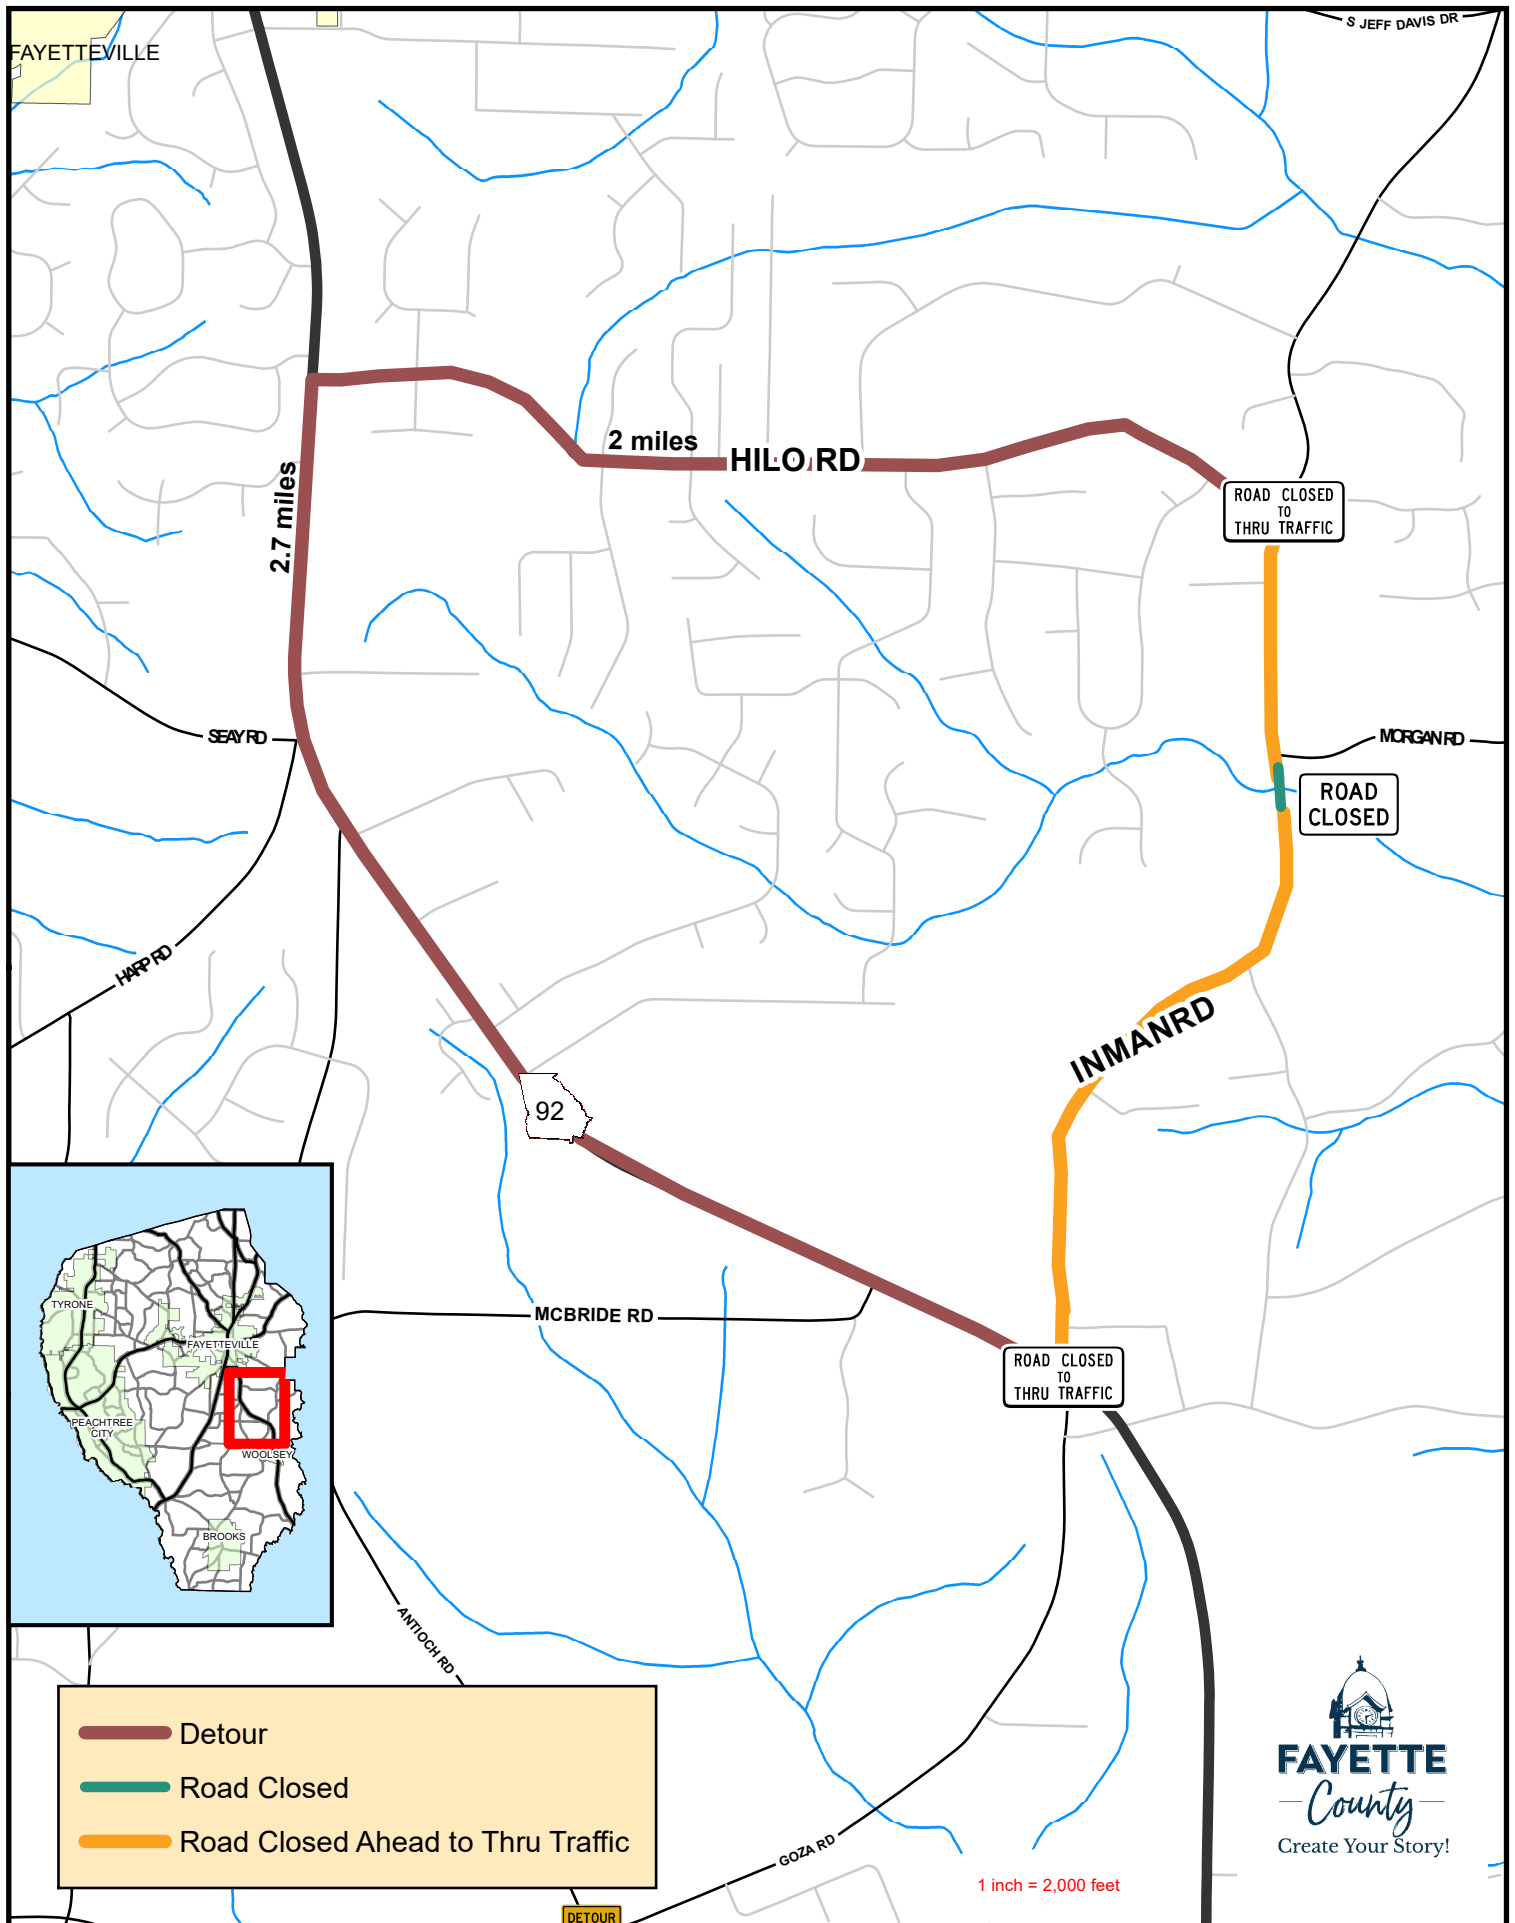 S JEFF DAVIS DR
FAYETTEVILLE
2 miles
HILO RD
2.7 miles
ROAD CLOSED
TO
THRU TRAFFIC
SEAY RD
MORGAN RD
ROAD
CLOSED
HARP RD
INMAN RD
92
MCBRIDE RD
ROAD CLOSED
TO
THRU TRAFFIC
TYRONE
FAYETTEVILLE
PEACHTREE
CITY
WOOLSEY
BROOKS
ANTIOCH RD
Detour
Road Closed
Road Closed Ahead to Thru Traffic
GOZA RD
DETOUR
FAYETTE
County
Create Your Story!
1 inch = 2,000 feet